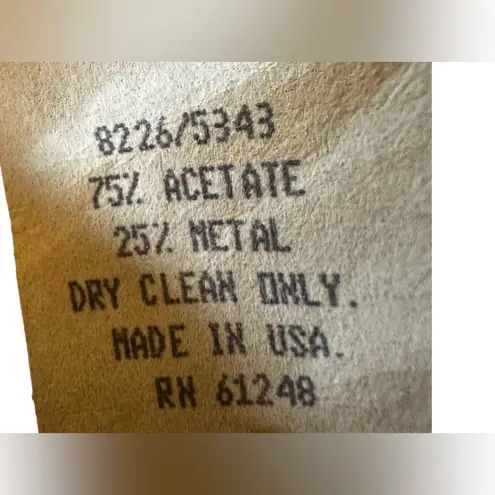 8226/5343
75% ACETATE
25% METAL
DRY CLEAN ONLY.
MADE IN USA.
RN 61248